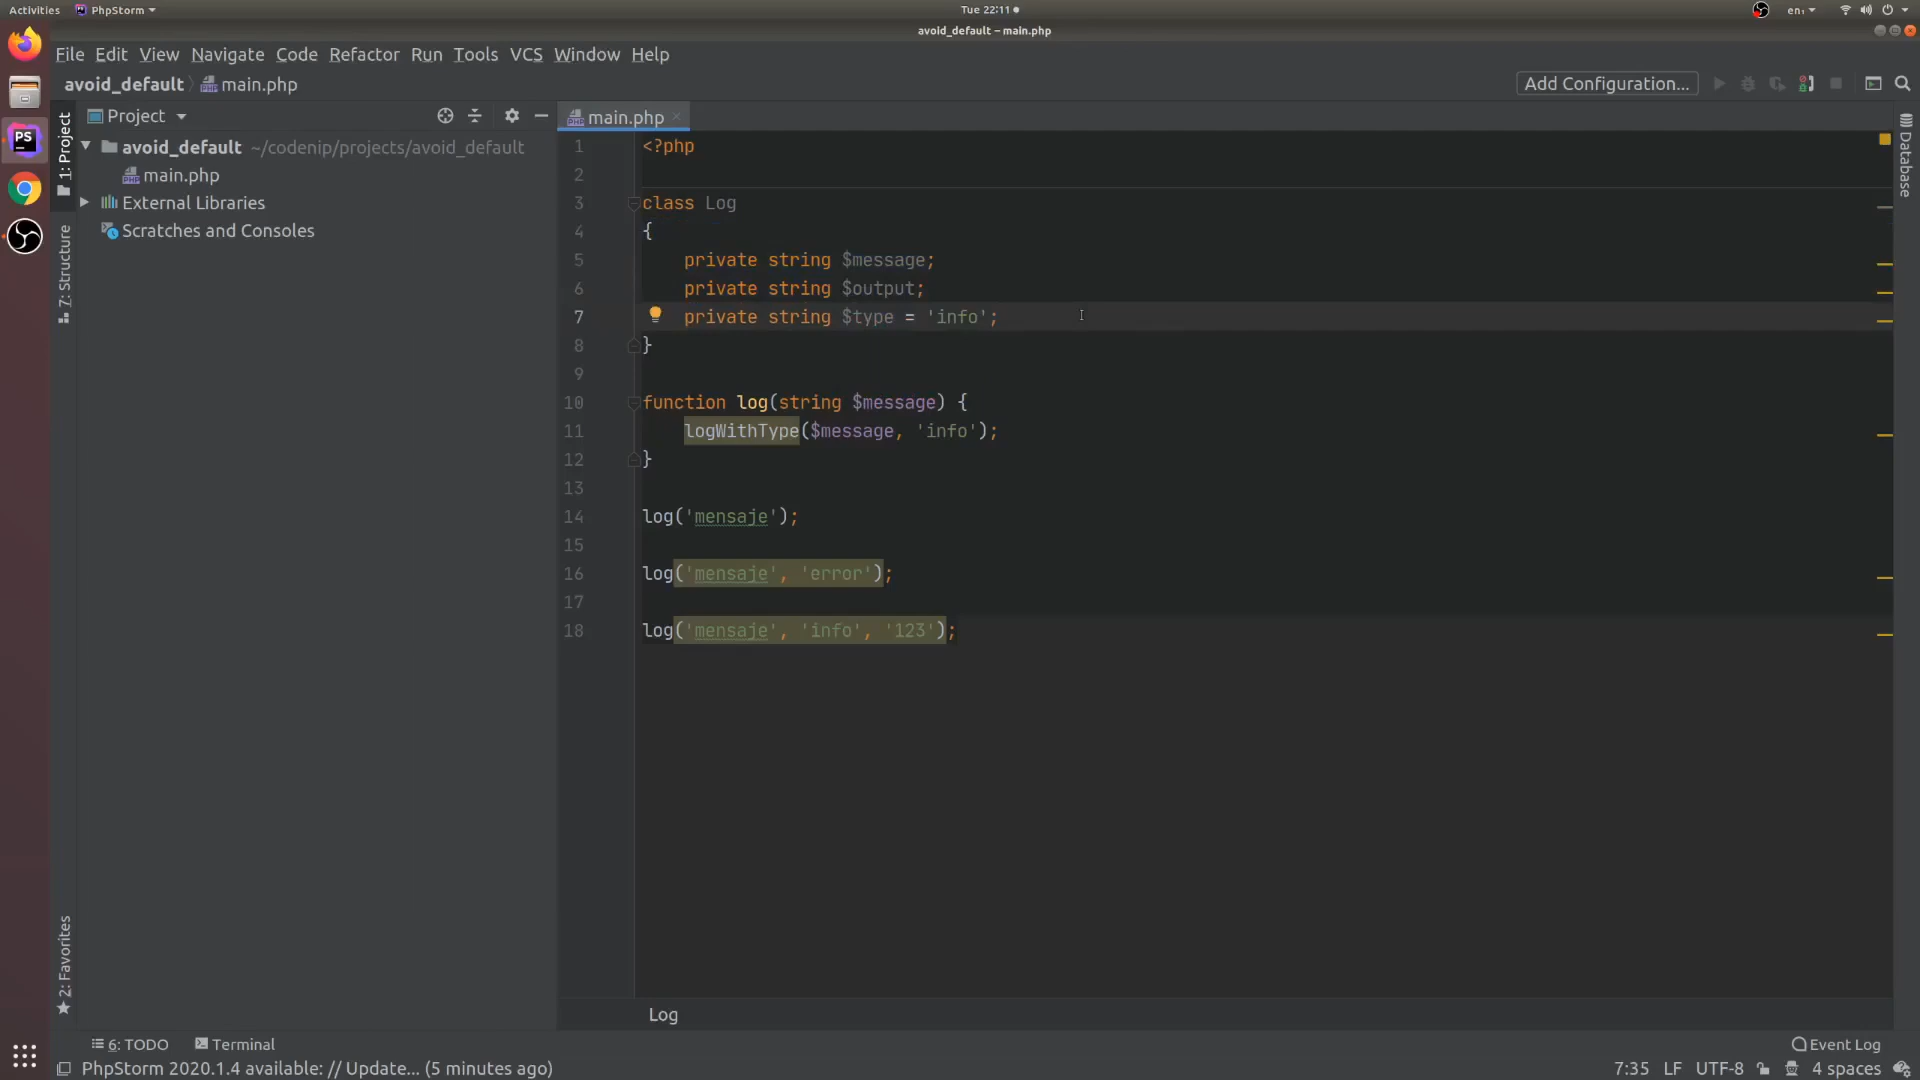 Activities PhpStorm Tue 22:11 en1
avoid_default – main.php
File Edit View Navigate Code Refactor Run Tools VCS Window Help
avoid_default main.php Add Configuration...
1: Project
Project
main.php
avoid_default ~/codenip/projects/avoid_default
main.php
External Libraries
Scratches and Consoles
7: Structure
2: Favorites
Database
1 <?php
2
3 class Log
4 {
5 private string $message;
6 private string $output;
7 private string $type = 'info';
8 }
9
10 function log(string $message) {
11 logWithType($message, 'info');
12 }
13
14 log('mensaje');
15
16 log('mensaje', 'error');
17
18 log('mensaje', 'info', '123');
Log
6: TODO Terminal Event Log
PhpStorm 2020.1.4 available: // Update... (5 minutes ago) 7:35 LF UTF-8 4 spaces